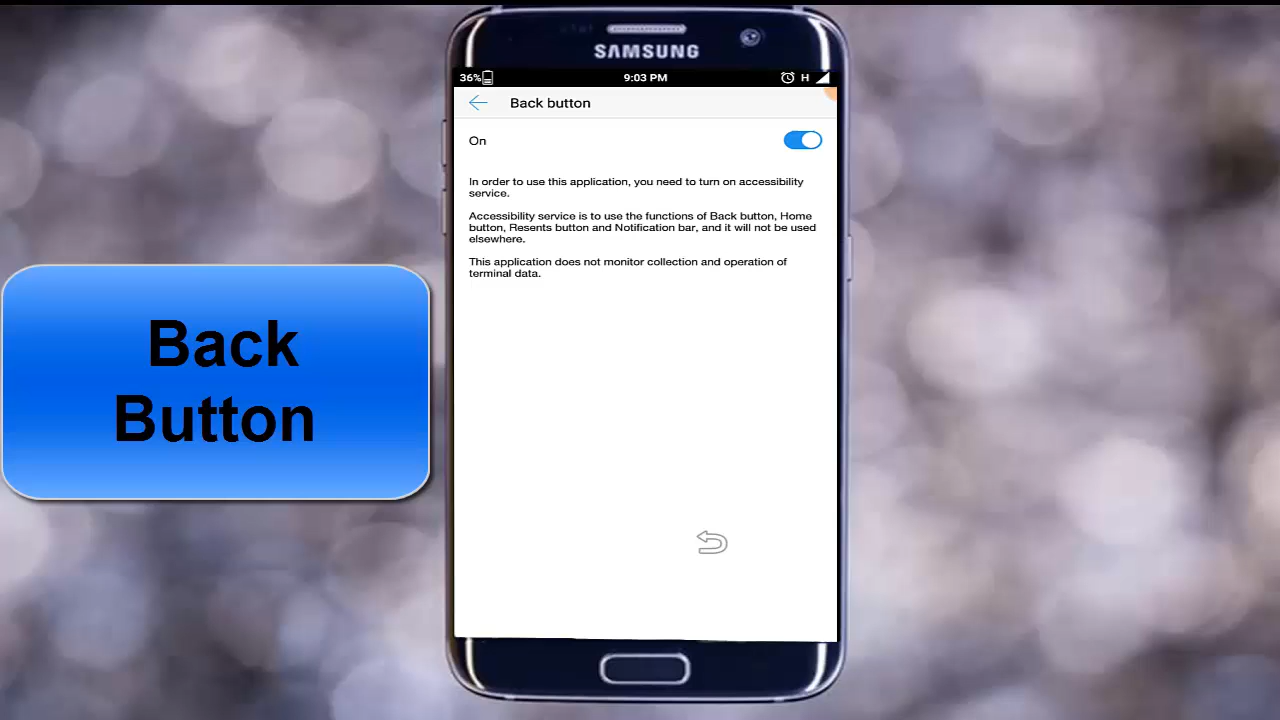 SAMSUNG
36%
9:03 PM
H
Back button
On
In order to use this application, you need to turn on accessibility
service.
Accessibility service is to use the functions of Back button, Home
button, Resents button and Notification bar, and it will not be used
elsewhere.
This application does not monitor collection and operation of
terminal data.
Back
Button